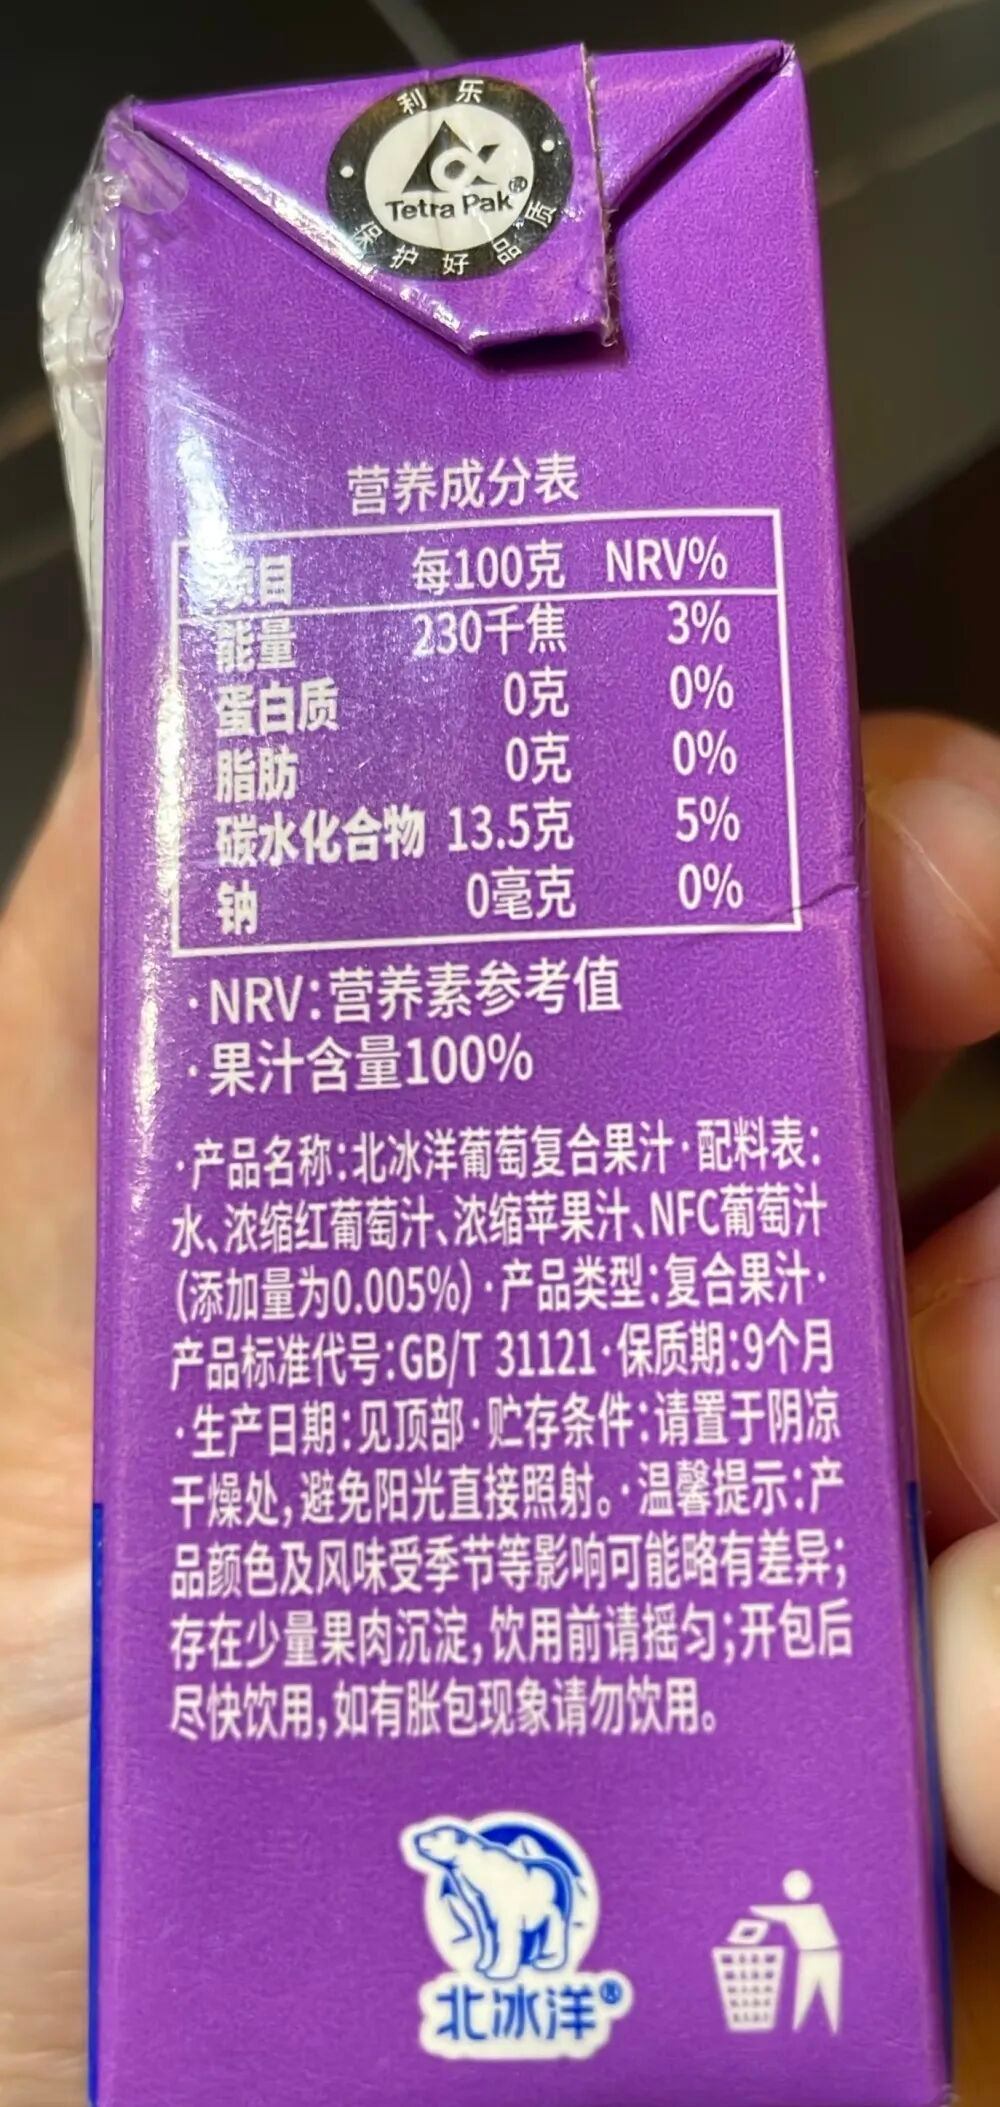 利乐
Tetra Pak®
保护好品质
营养成分表
项目 每100克 NRV%
能量 230千焦 3%
蛋白质 0克 0%
脂肪 0克 0%
碳水化合物 13.5克 5%
钠 0毫克 0%
·NRV:营养素参考值
·果汁含量100%
·产品名称:北冰洋葡萄复合果汁·配料表:
水、浓缩红葡萄汁、浓缩苹果汁、NFC葡萄汁
(添加量为0.005%)·产品类型:复合果汁·
产品标准代号:GB/T 31121·保质期:9个月
·生产日期:见顶部·贮存条件:请置于阴凉
干燥处,避免阳光直接照射。·温馨提示:产
品颜色及风味受季节等影响可能略有差异;
存在少量果肉沉淀,饮用前请摇匀;开包后
尽快饮用,如有胀包现象请勿饮用。
北冰洋®